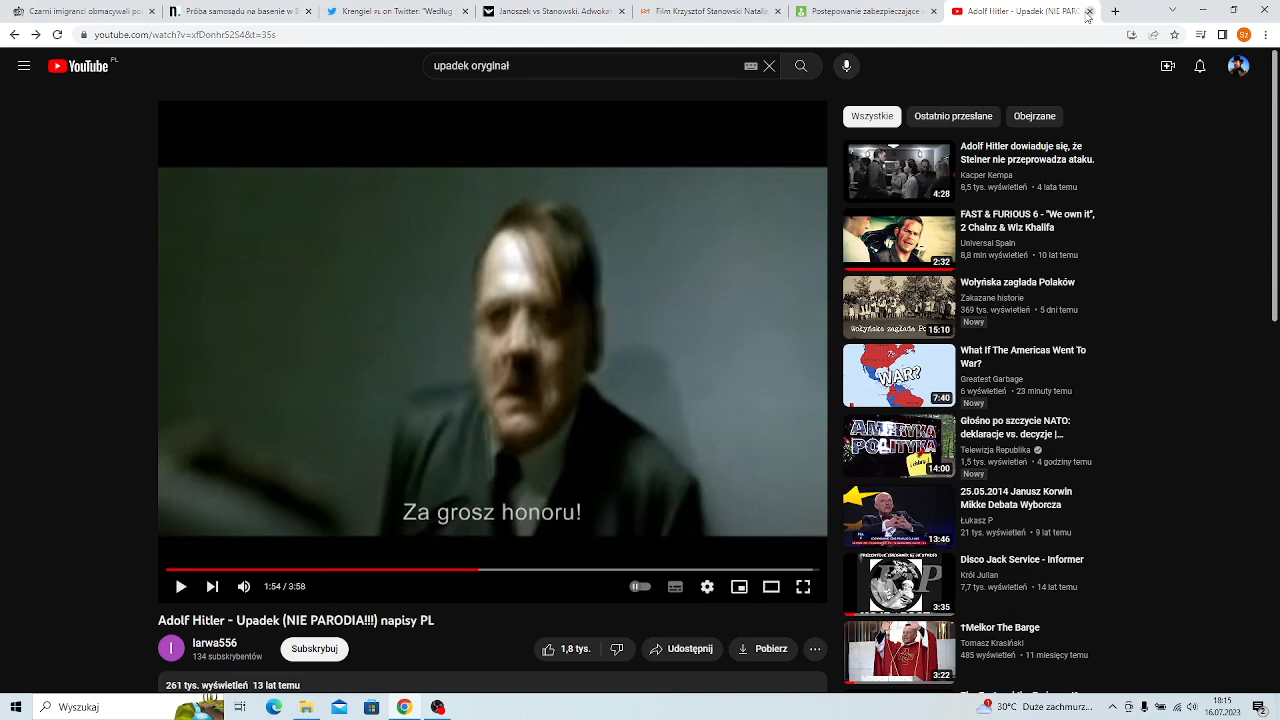 Czarni imigranci obmacywali po
Próba samosądu na basenie w B
Krengiel PL on Twitter: "Według
Janoszek vs Stanowski. Adwoka
Film Krzysztof Stanowski Natalia
Postępowanie zabezpieczające
Adolf Hitler - Upadek (NIE PARC
youtube.com/watch?v=xfDonhrS2S4&t=35s
Sz
YouTube PL
upadek oryginał
Wszystkie
Ostatnio przesłane
Obejrzane
Adolf Hitler dowiaduje się, że
Steiner nie przeprowadza ataku.
Kacper Kempa
8,5 tys. wyświetleń • 4 lata temu
4:28
FAST & FURIOUS 6 - "We own it",
2 Chainz & Wiz Khalifa
Universal Spain
8,8 mln wyświetleń • 10 lat temu
2:32
Wołyńska zagłada Polaków
Zakazane historie
369 tys. wyświetleń • 5 dni temu
Nowy
15:10
What If The Americas Went To
War?
Greatest Garbage
6 wyświetleń • 23 minuty temu
Nowy
WAR?
7:40
Głośno po szczycie NATO:
deklaracje vs. decyzje |...
Telewizja Republika
1,5 tys. wyświetleń • 4 godziny temu
Nowy
AMERYKA
POLITYKA
14:00
25.05.2014 Janusz Korwin
Mikke Debata Wyborcza
Łukasz P
21 tys. wyświetleń • 9 lat temu
13:46
Disco Jack Service - Informer
Król Julian
7,7 tys. wyświetleń • 14 lat temu
3:35
†Melkor The Barge
Tomasz Krasiński
485 wyświetleń • 11 miesięcy temu
3:22
Za grosz honoru!
1:54 / 3:58
Adolf Hitler - Upadek (NIE PARODIA!!!) napisy PL
larwa556
134 subskrybentów
Subskrybuj
1 tys.
Udostępnij
Pobierz
261 tys. wyświetleń 13 lat temu
Wyszukaj
30°C Duże zachmurz...
18:15
16.07.2023
2